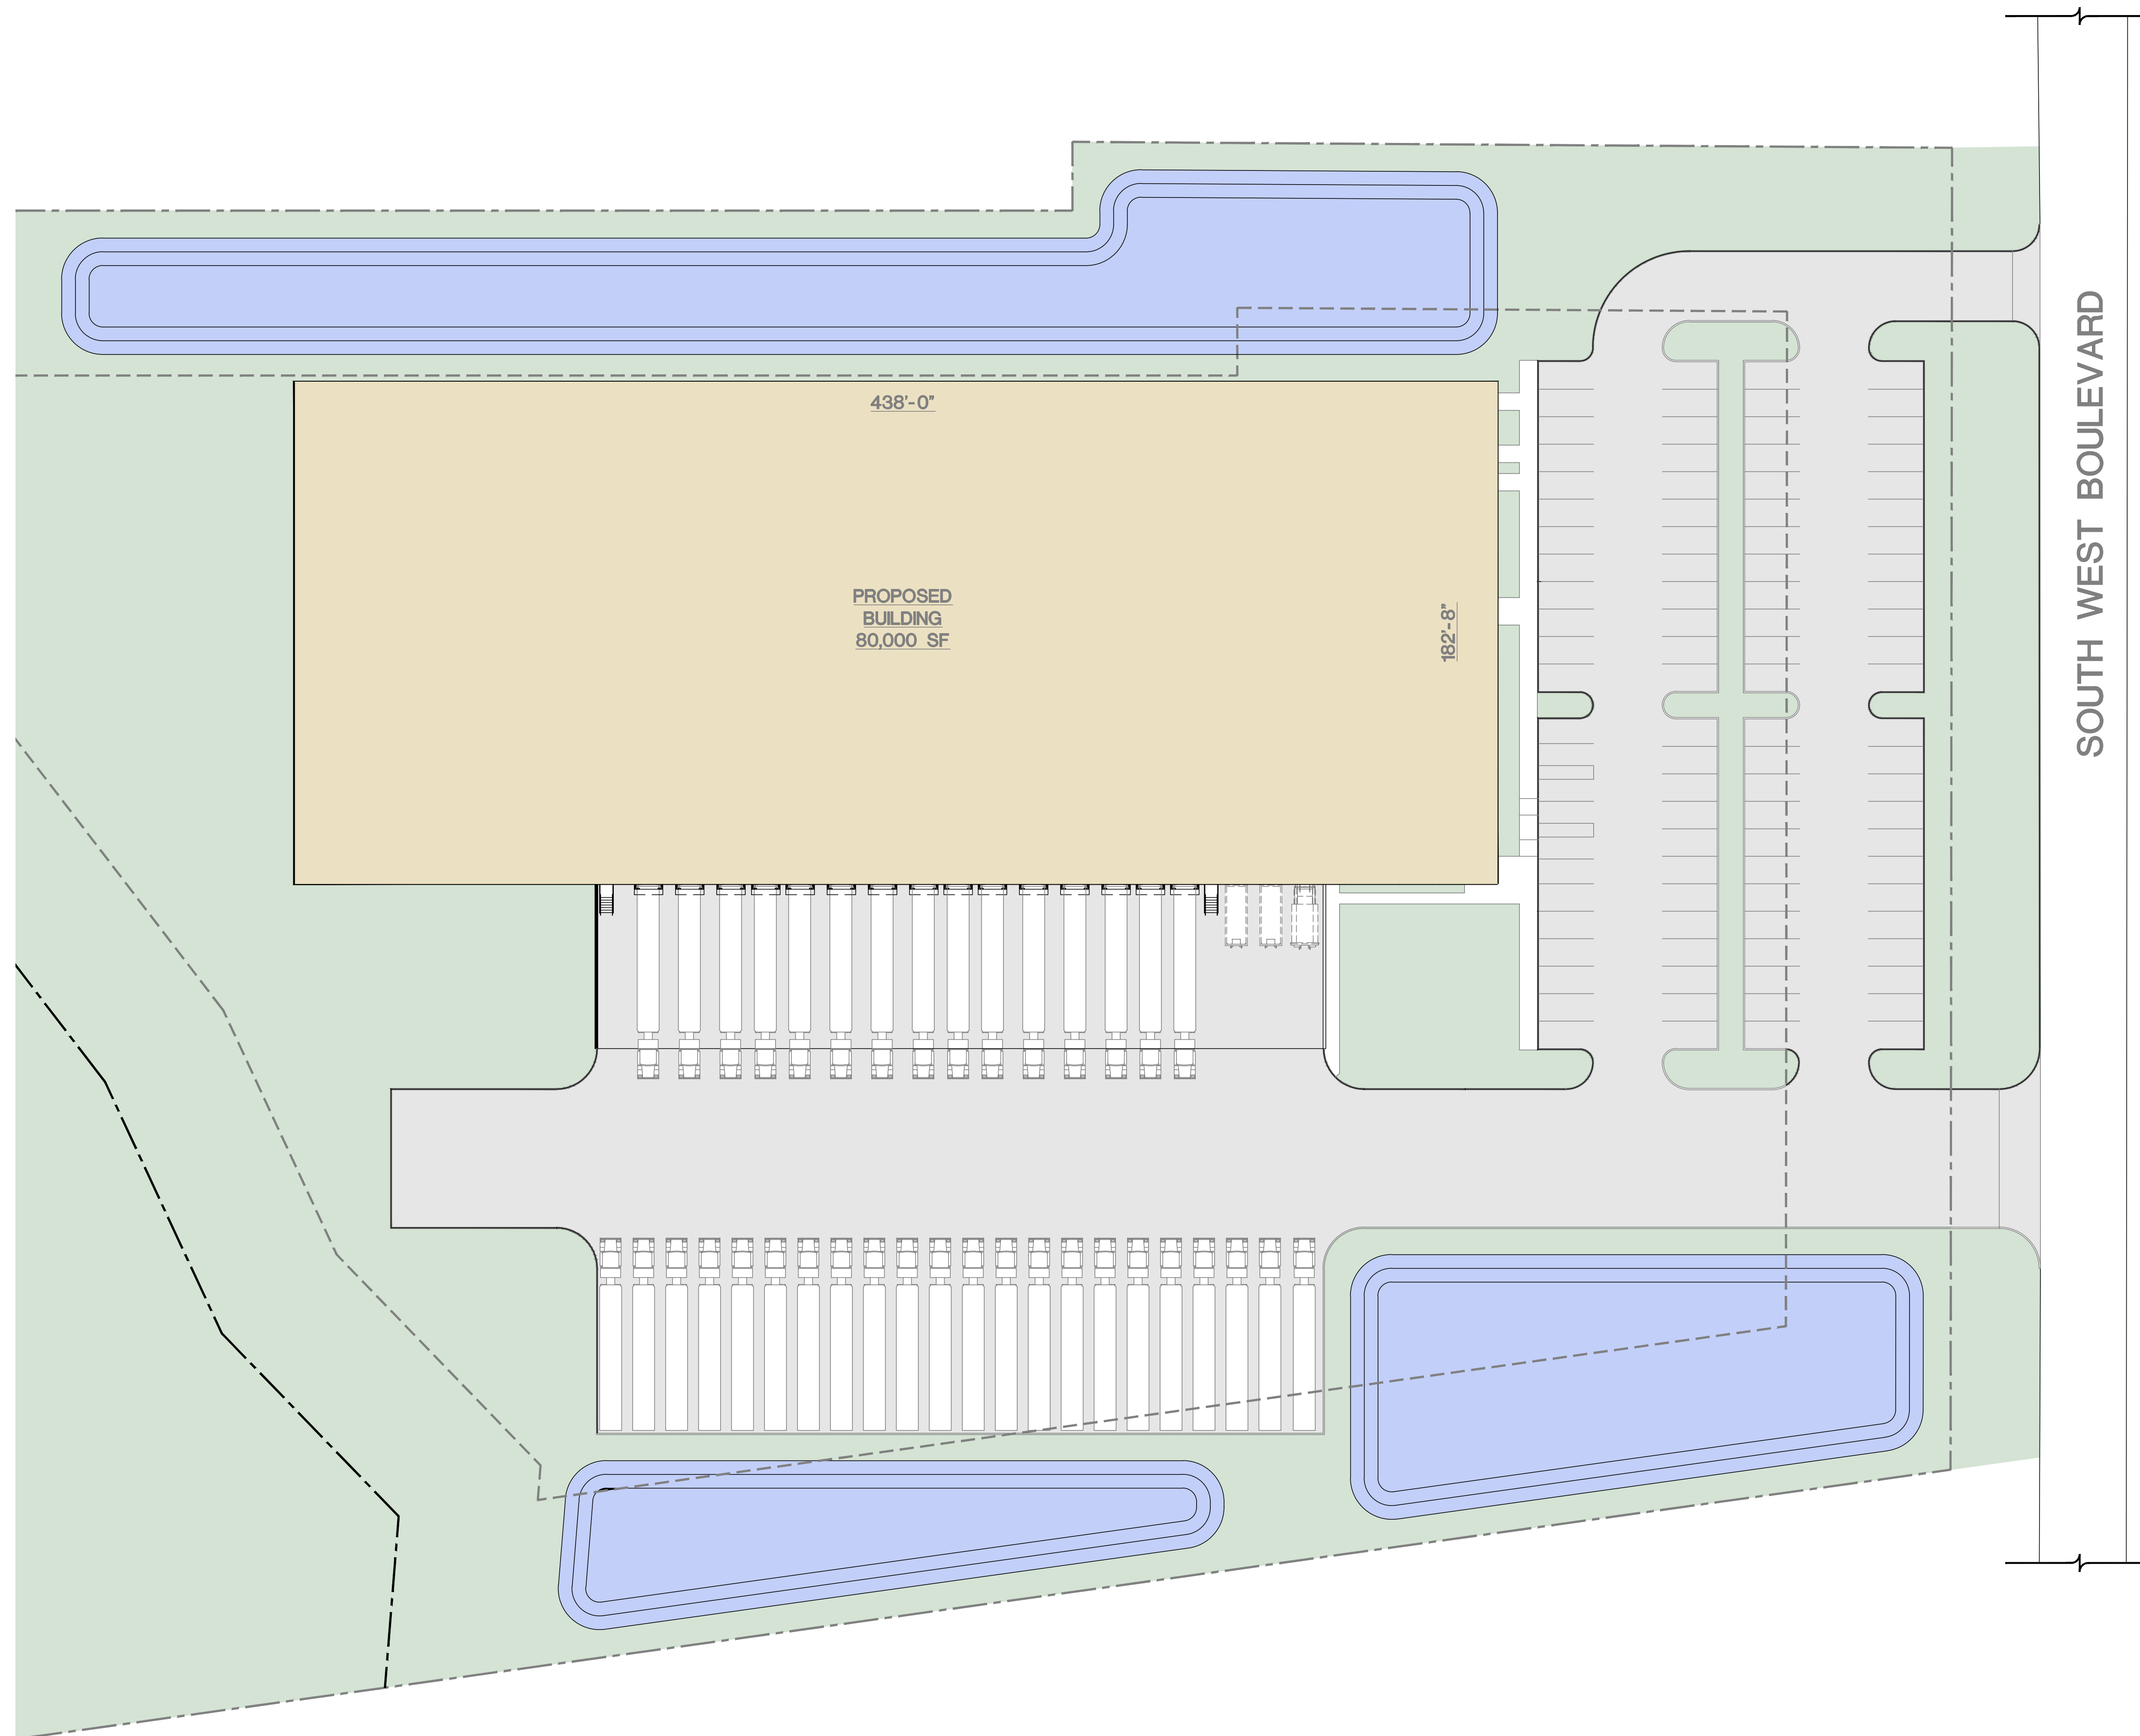 438'-0"
PROPOSED
BUILDING
80,000 SF
182'-8"
SOUTH WEST BOULEVARD